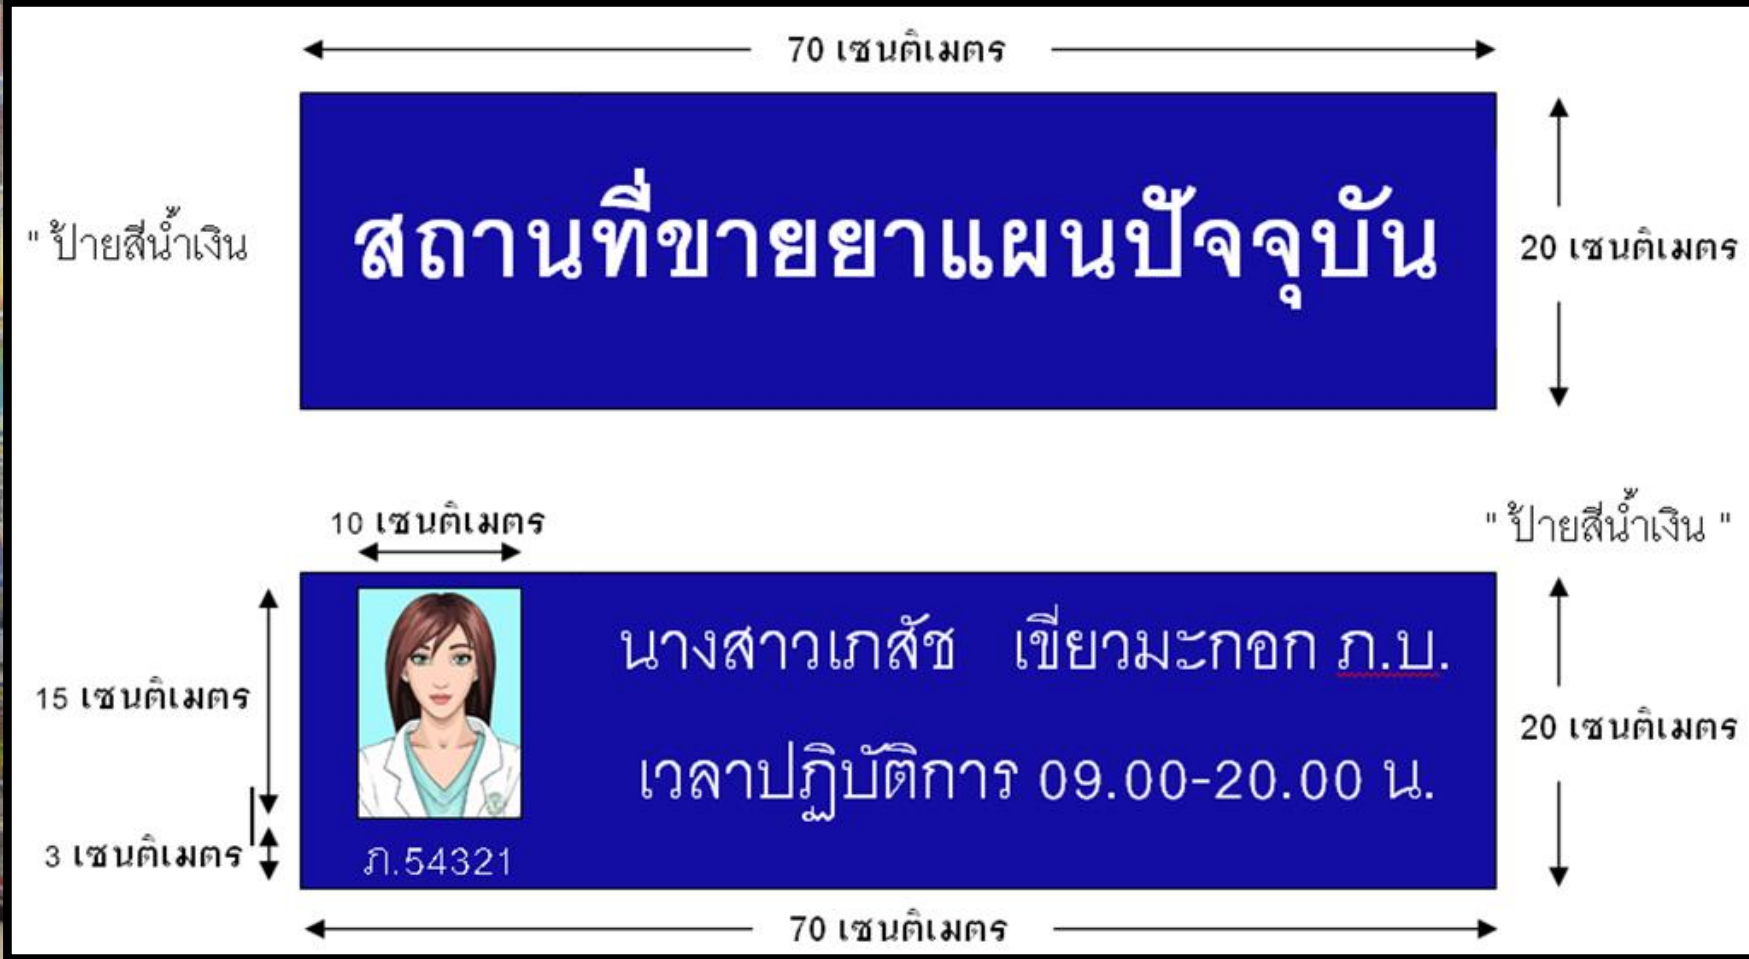 70 เซนติเมตร
" ป้ายสีน้ำเงิน
สถานที่ขายยาแผนปัจจุบัน
20 เซนติเมตร
10 เซนติเมตร
" ป้ายสีน้ำเงิน "
15 เซนติเมตร
นางสาวเภสัช เขี่ยวมะกอก ภ.บ.
20 เซนติเมตร
เวลาปฏิบัติการ 09.00-20.00 น.
3 เซนติเมตร
ภ.54321
70 เซนติเมตร